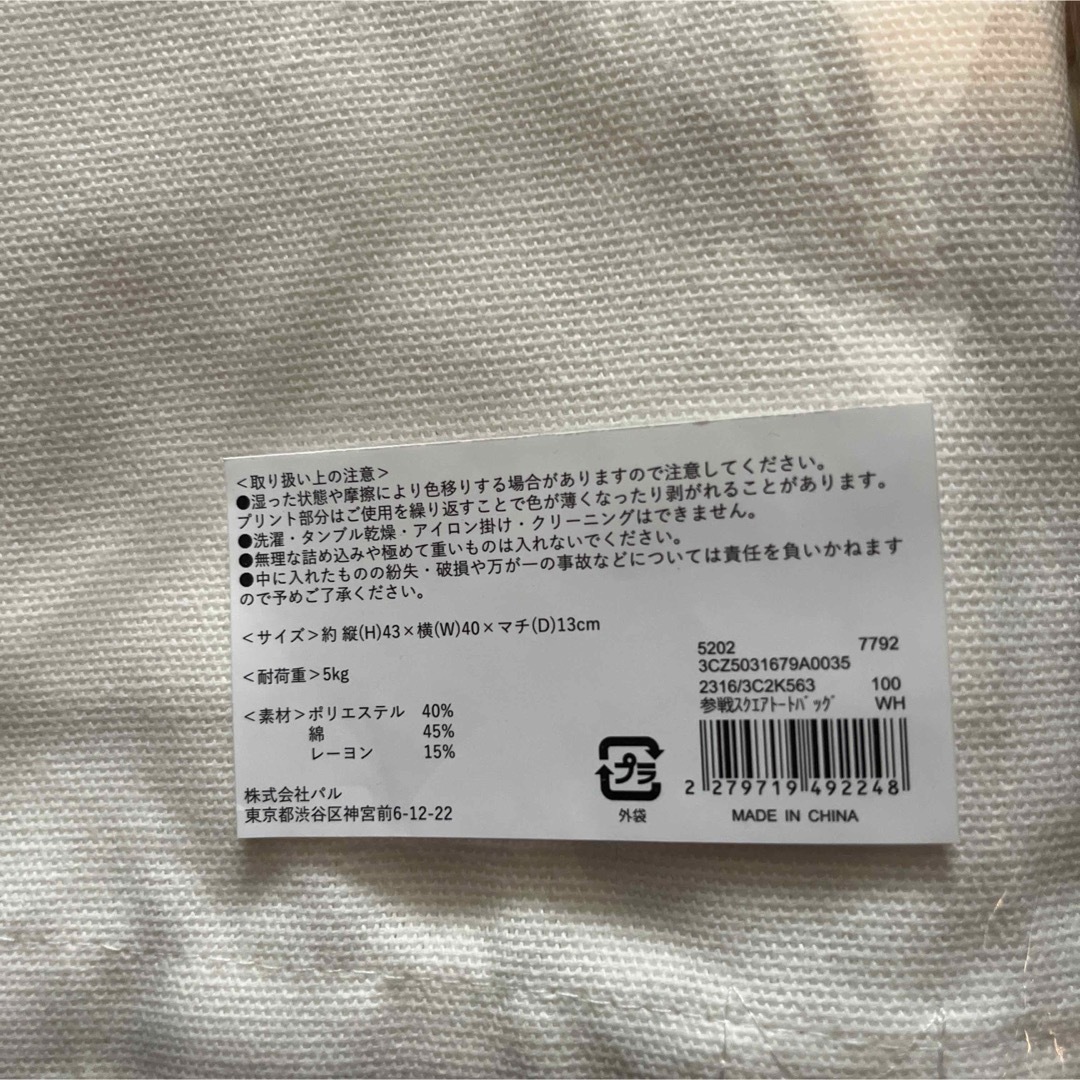 ＜取り扱い上の注意＞
●湿った状態や摩擦により色移りする場合がありますので注意してください。
プリント部分はご使用を繰り返すことで色が薄くなったり剥がれることがあります。
●洗濯・タンブル乾燥・アイロン掛け・クリーニングはできません。
●無理な詰め込みや極めて重いものは入れないでください。
●中に入れたものの紛失・破損や万が一の事故などについては責任を負いかねます
ので予めご了承ください。
＜サイズ＞約 縦(H)43×横(W)40×マチ(D)13cm
＜耐荷重＞5kg
＜素材＞ポリエステル 40%
綿 45%
レーヨン 15%
株式会社パル
東京都渋谷区神宮前6-12-22
プラ
外袋
5202 7792
3CZ5031679A0035
2316/3C2K563 100
参戦ｽｸｴｱﾄｰﾄﾊﾞｯｸﾞ WH
2 279719 492248
MADE IN CHINA